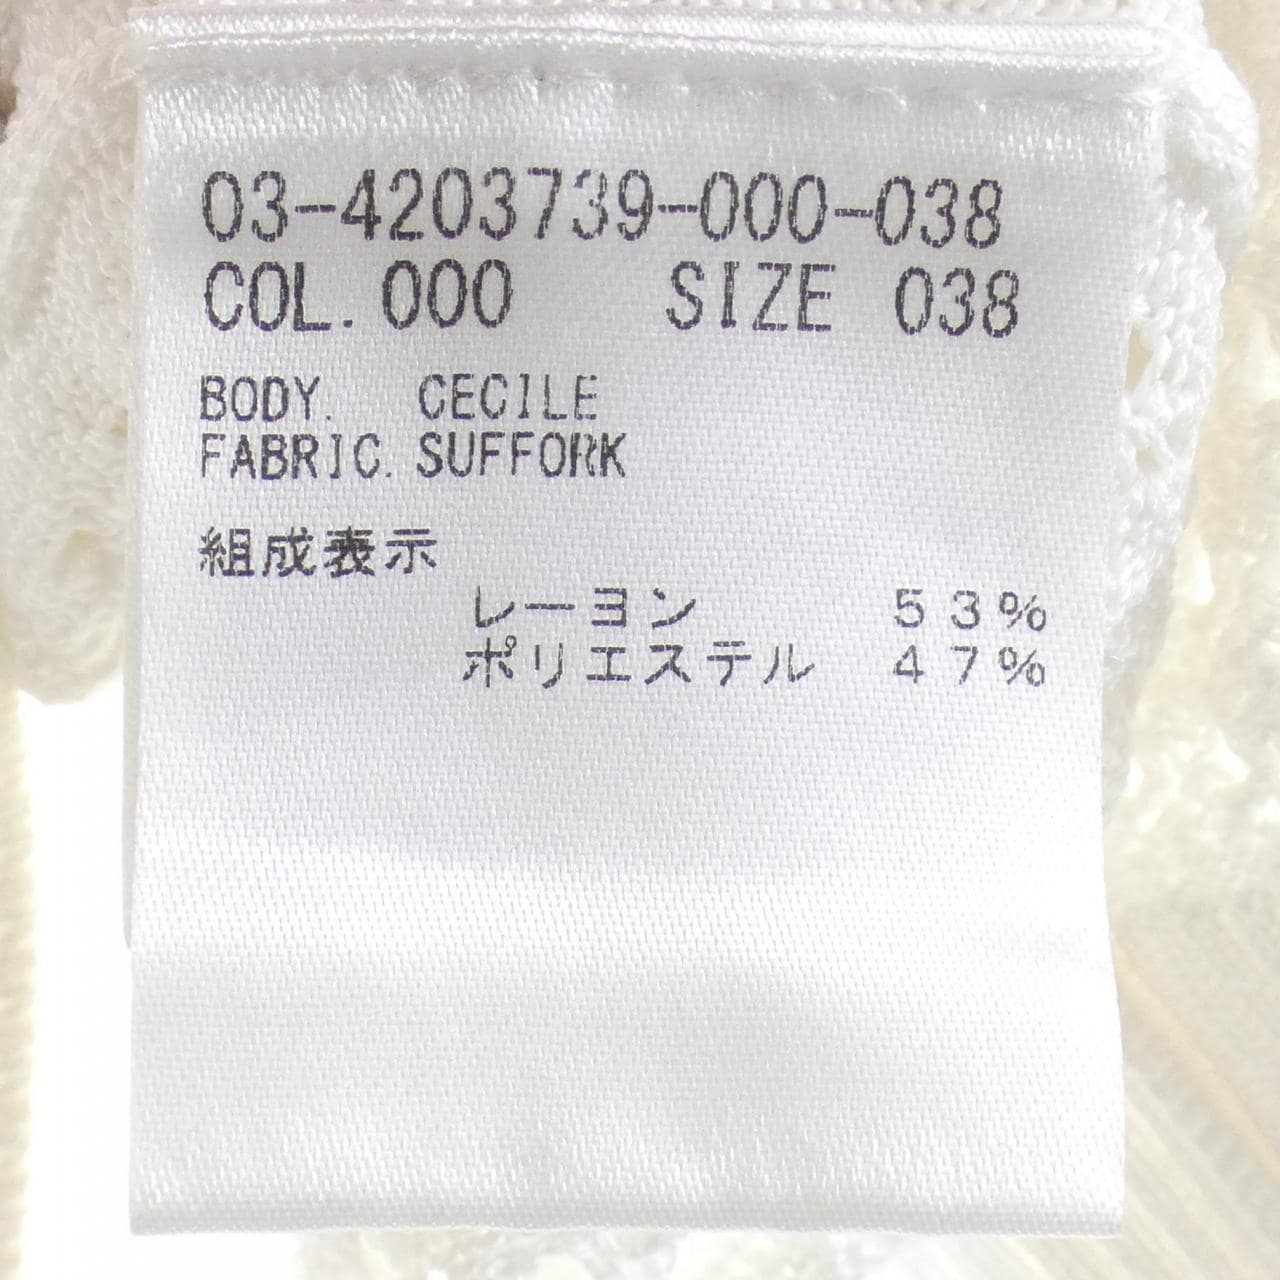 03-4203739-000-038
COL. 000 SIZE 038
BODY. CECILE
FABRIC. SUFFORK
組成表示
レーヨン 53%
ポリエステル 47%